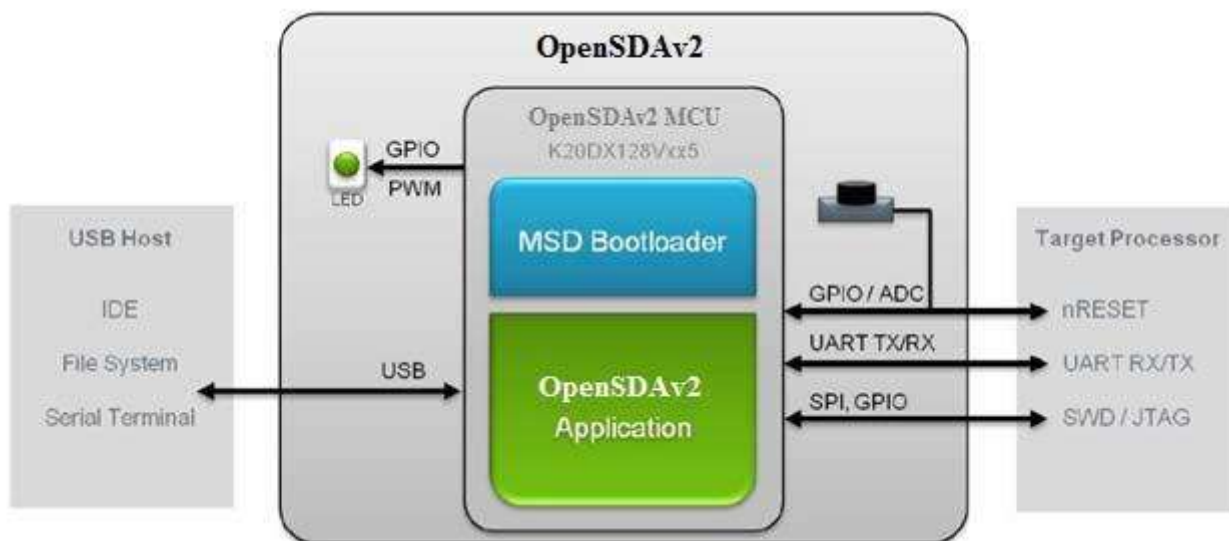 OpenSDAv2
OpenSDAv2 MCU
K20DX128Vxx5
GPIO
PWM
LED
MSD Bootloader
USB Host
IDE
File System
Serial Terminal
USB
OpenSDAv2
Application
GPIO / ADC
UART TX/RX
SPI, GPIO
Target Processor
nRESET
UART RX/TX
SWD / JTAG